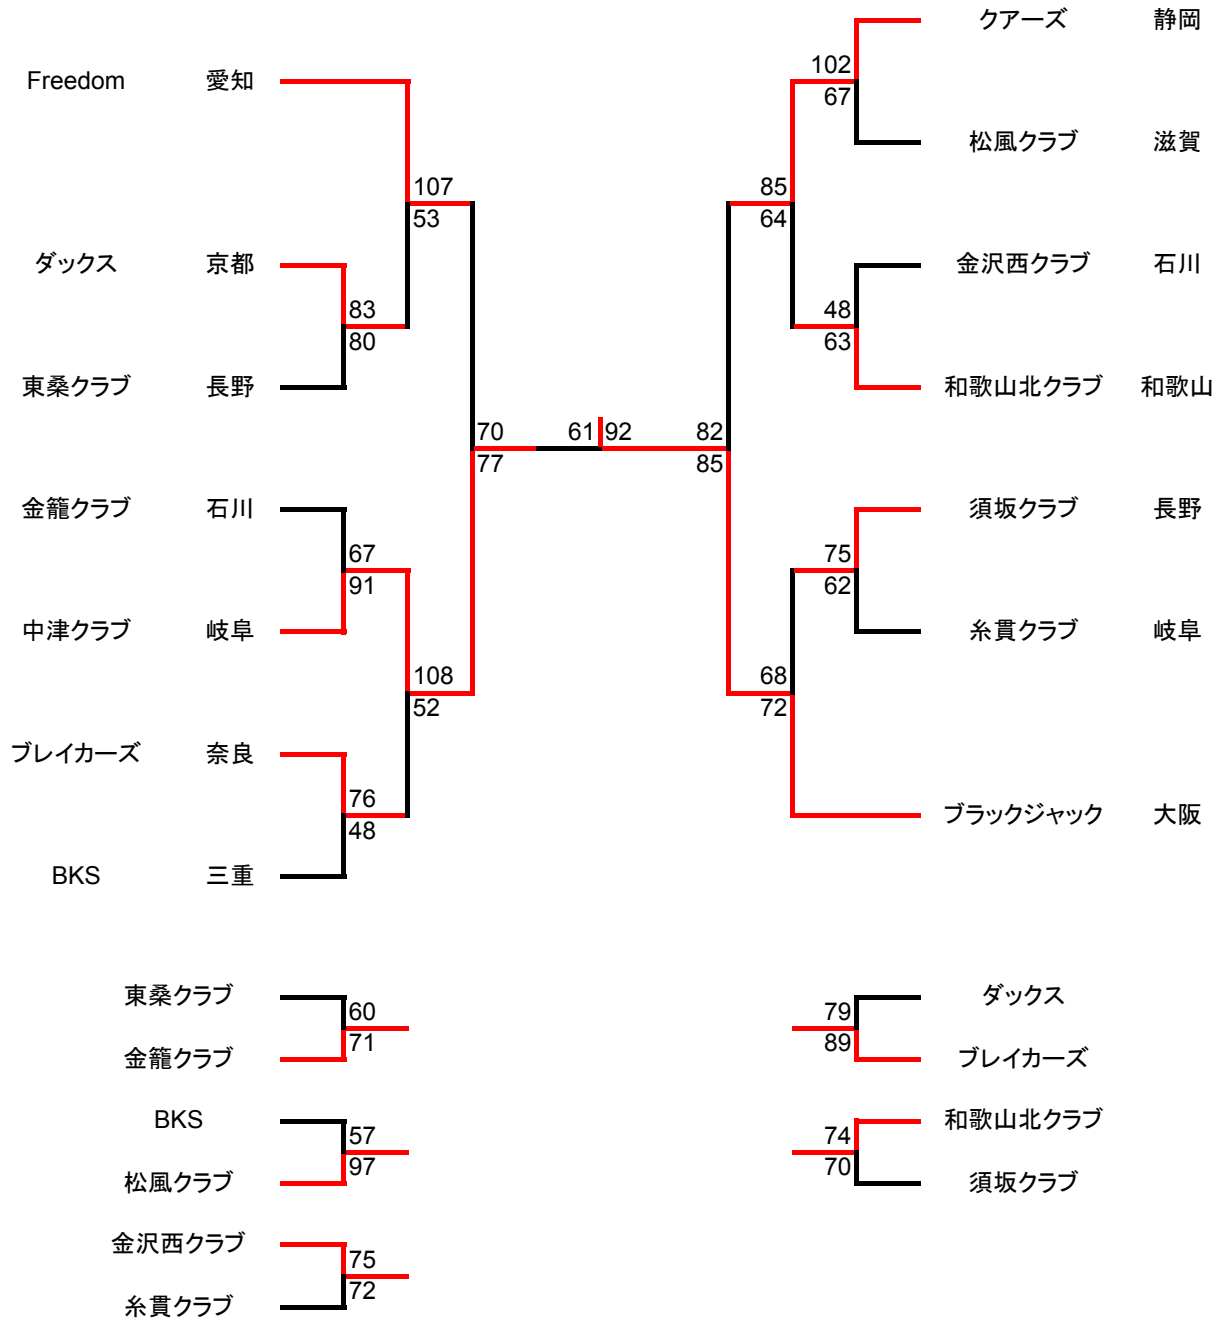 クアーズ 静岡
102
Freedom 愛知
67
松風クラブ 滋賀
107 85
53 64
ダックス 京都 金沢西クラブ 石川
83 48
80 63
東桑クラブ 長野 和歌山北クラブ 和歌山
70 61 92 82
77 85
金籠クラブ 石川 須坂クラブ 長野
67 75
91 62
中津クラブ 岐阜 糸貫クラブ 岐阜
108 68
52 72
ブレイカーズ 奈良
76
48
ブラックジャック 大阪
BKS 三重
東桑クラブ ダックス
60 79
71 89
金籠クラブ ブレイカーズ
BKS 和歌山北クラブ
57 74
97 70
松風クラブ 須坂クラブ
金沢西クラブ
75
72
糸貫クラブ